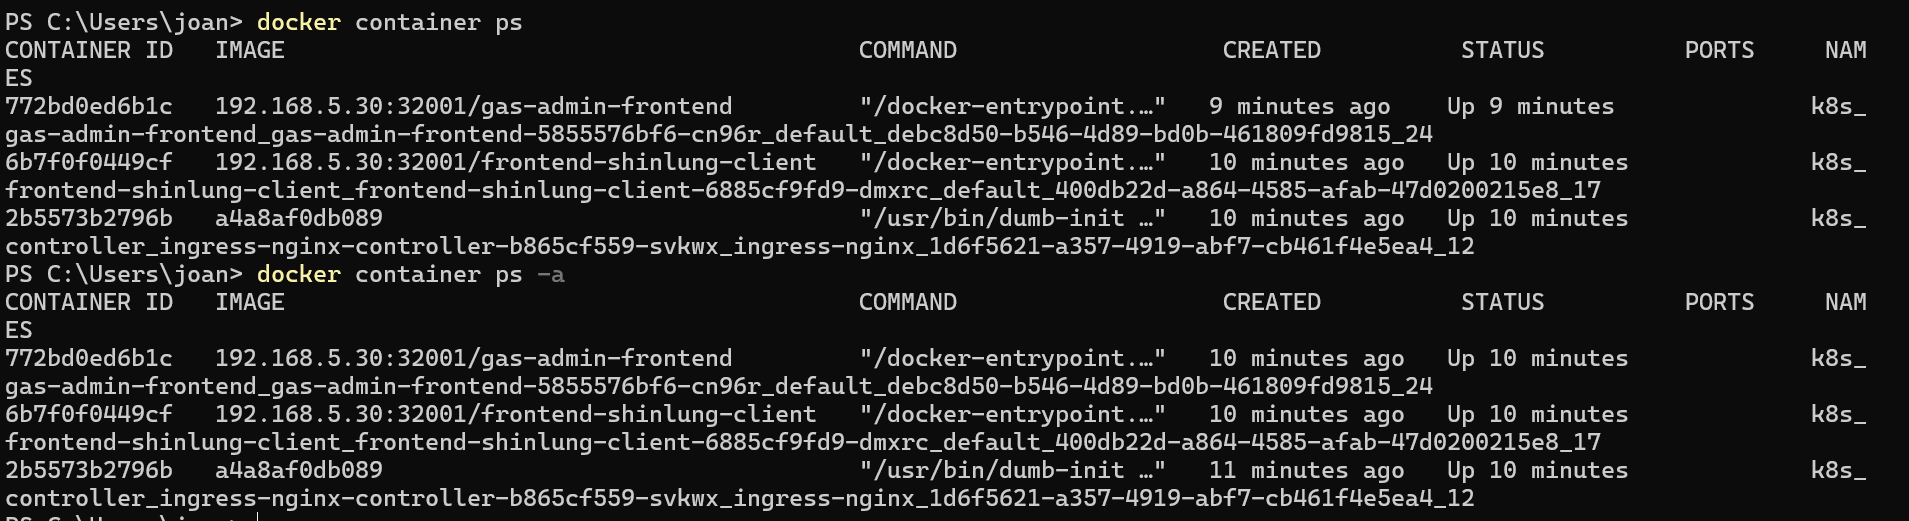 PS C:\Users\joan> docker container ps
CONTAINER ID   IMAGE                                         COMMAND                   CREATED          STATUS          PORTS     NAM
ES
772bd0ed6b1c   192.168.5.30:32001/gas-admin-frontend         "/docker-entrypoint.…"   9 minutes ago    Up 9 minutes              k8s_
gas-admin-frontend_gas-admin-frontend-5855576bf6-cn96r_default_debc8d50-b546-4d89-bd0b-461809fd9815_24
6b7f0f0449cf   192.168.5.30:32001/frontend-shinlung-client   "/docker-entrypoint.…"   10 minutes ago   Up 10 minutes             k8s_
frontend-shinlung-client_frontend-shinlung-client-6885cf9fd9-dmxrc_default_400db22d-a864-4585-afab-47d0200215e8_17
2b5573b2796b   a4a8af0db089                                  "/usr/bin/dumb-init …"   10 minutes ago   Up 10 minutes             k8s_
controller_ingress-nginx-controller-b865cf559-svkwx_ingress-nginx_1d6f5621-a357-4919-abf7-cb461f4e5ea4_12
PS C:\Users\joan> docker container ps -a
CONTAINER ID   IMAGE                                         COMMAND                   CREATED          STATUS          PORTS     NAM
ES
772bd0ed6b1c   192.168.5.30:32001/gas-admin-frontend         "/docker-entrypoint.…"   10 minutes ago   Up 10 minutes             k8s_
gas-admin-frontend_gas-admin-frontend-5855576bf6-cn96r_default_debc8d50-b546-4d89-bd0b-461809fd9815_24
6b7f0f0449cf   192.168.5.30:32001/frontend-shinlung-client   "/docker-entrypoint.…"   10 minutes ago   Up 10 minutes             k8s_
frontend-shinlung-client_frontend-shinlung-client-6885cf9fd9-dmxrc_default_400db22d-a864-4585-afab-47d0200215e8_17
2b5573b2796b   a4a8af0db089                                  "/usr/bin/dumb-init …"   11 minutes ago   Up 10 minutes             k8s_
controller_ingress-nginx-controller-b865cf559-svkwx_ingress-nginx_1d6f5621-a357-4919-abf7-cb461f4e5ea4_12